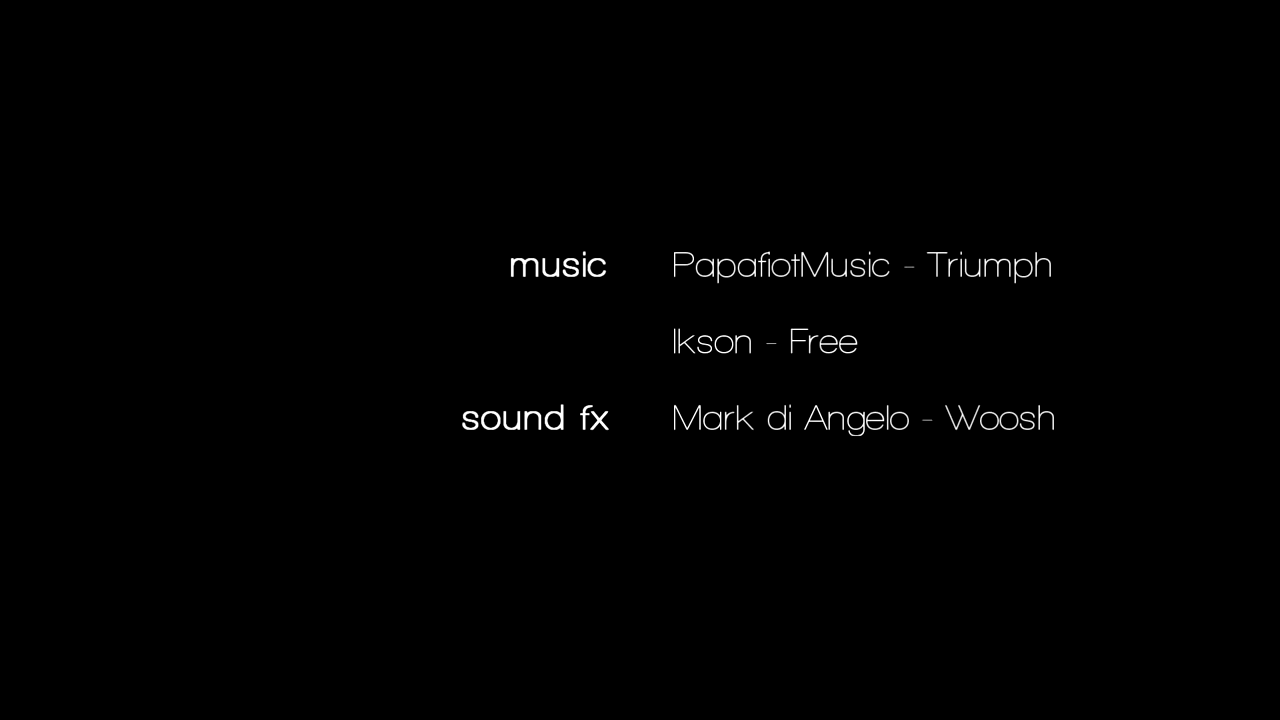 music PapafiotMusic - Triumph
Ikson - Free
sound fx Mark di Angelo - Woosh